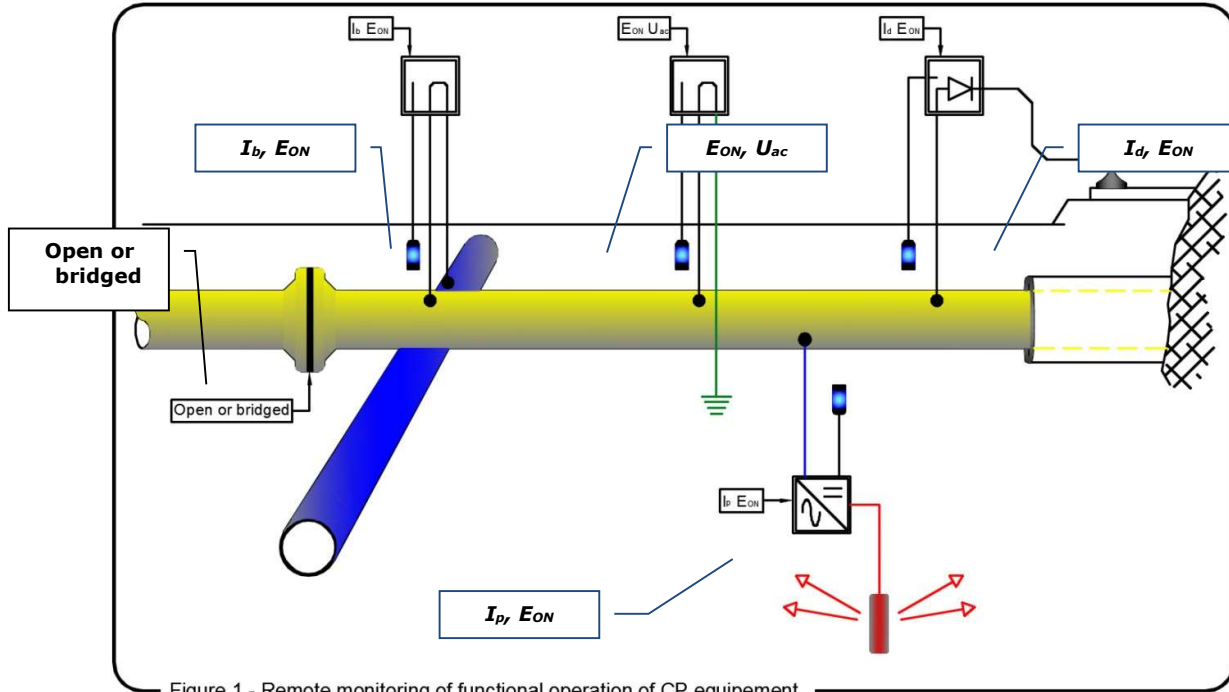 Ib EON
EON Uac
Id EON
Ib, EON
EON, Uac
Id, EON
Open or
bridged
Open or bridged
Ip EON
Ip, EON
Figure 1 - Remote monitoring of functional operation of CP equipement